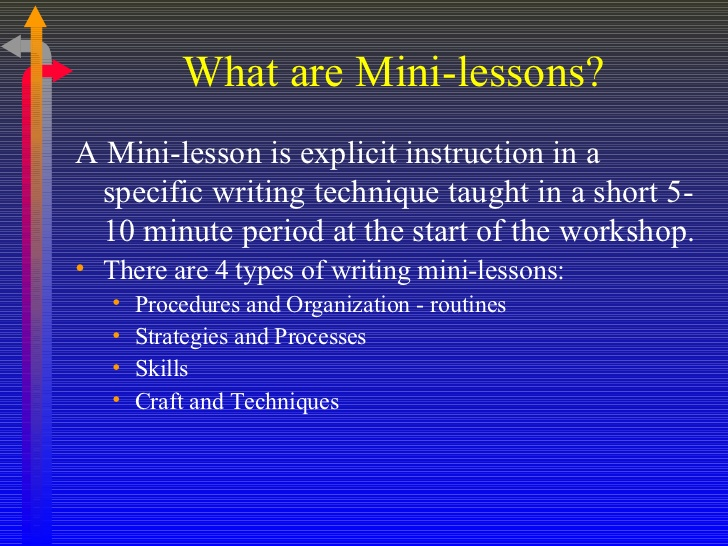 What are Mini-lessons?
A Mini-lesson is explicit instruction in a
specific writing technique taught in a short 5-
10 minute period at the start of the workshop.
• There are 4 types of writing mini-lessons:
• Procedures and Organization - routines
• Strategies and Processes
• Skills
• Craft and Techniques